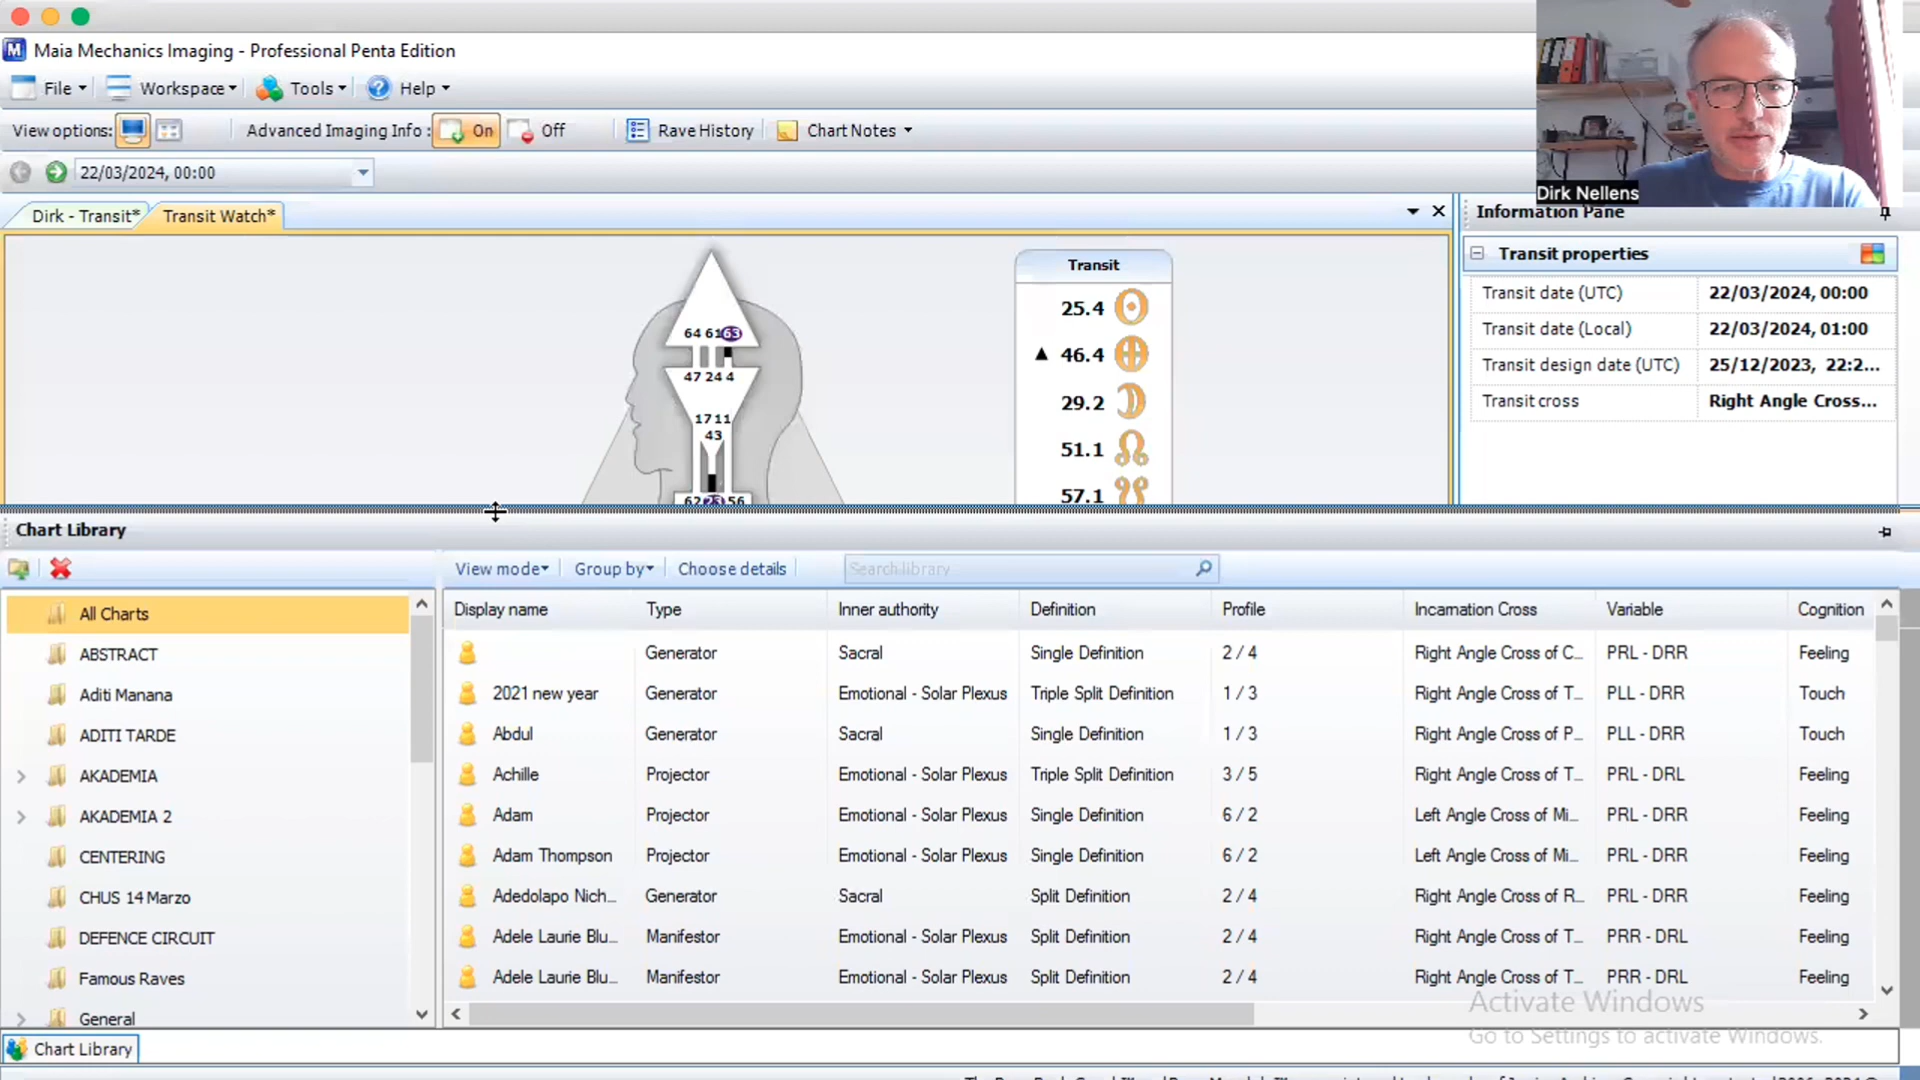 Maia Mechanics Imaging - Professional Penta Edition
File Workspace Tools Help
View options: Advanced Imaging Info : On Off Rave History Chart Notes
22/03/2024, 00:00
Dirk Nellens
Dirk - Transit* Transit Watch*
Information Pane
Transit properties
Transit date (UTC) 22/03/2024, 00:00
Transit date (Local) 22/03/2024, 01:00
Transit design date (UTC) 25/12/2023, 22:2...
Transit cross Right Angle Cross...
64 61 63
47 24 4
17 11
43
62 23 56
Transit
25.4
46.4
29.2
51.1
57.1
Chart Library
View mode Group by Choose details Search library
All Charts
ABSTRACT
Aditi Manana
ADITI TARDE
AKADEMIA
AKADEMIA 2
CENTERING
CHUS 14 Marzo
DEFENCE CIRCUIT
Famous Raves
General
Display name Type Inner authority Definition Profile Incarnation Cross Variable Cognition
Generator Sacral Single Definition 2 / 4 Right Angle Cross of C... PRL - DRR Feeling
2021 new year Generator Emotional - Solar Plexus Triple Split Definition 1 / 3 Right Angle Cross of T... PLL - DRR Touch
Abdul Generator Sacral Single Definition 1 / 3 Right Angle Cross of P... PLL - DRR Touch
Achille Projector Emotional - Solar Plexus Triple Split Definition 3 / 5 Right Angle Cross of T... PRL - DRL Feeling
Adam Projector Emotional - Solar Plexus Single Definition 6 / 2 Left Angle Cross of Mi... PRL - DRR Feeling
Adam Thompson Projector Emotional - Solar Plexus Single Definition 6 / 2 Left Angle Cross of Mi... PRL - DRR Feeling
Adedolapo Nich... Generator Sacral Split Definition 2 / 4 Right Angle Cross of R... PRL - DRR Feeling
Adele Laurie Blu... Manifestor Emotional - Solar Plexus Split Definition 2 / 4 Right Angle Cross of T... PRR - DRL Feeling
Adele Laurie Blu... Manifestor Emotional - Solar Plexus Split Definition 2 / 4 Right Angle Cross of T... PRR - DRL Feeling
Activate Windows
Go to Settings to activate Windows.
Chart Library